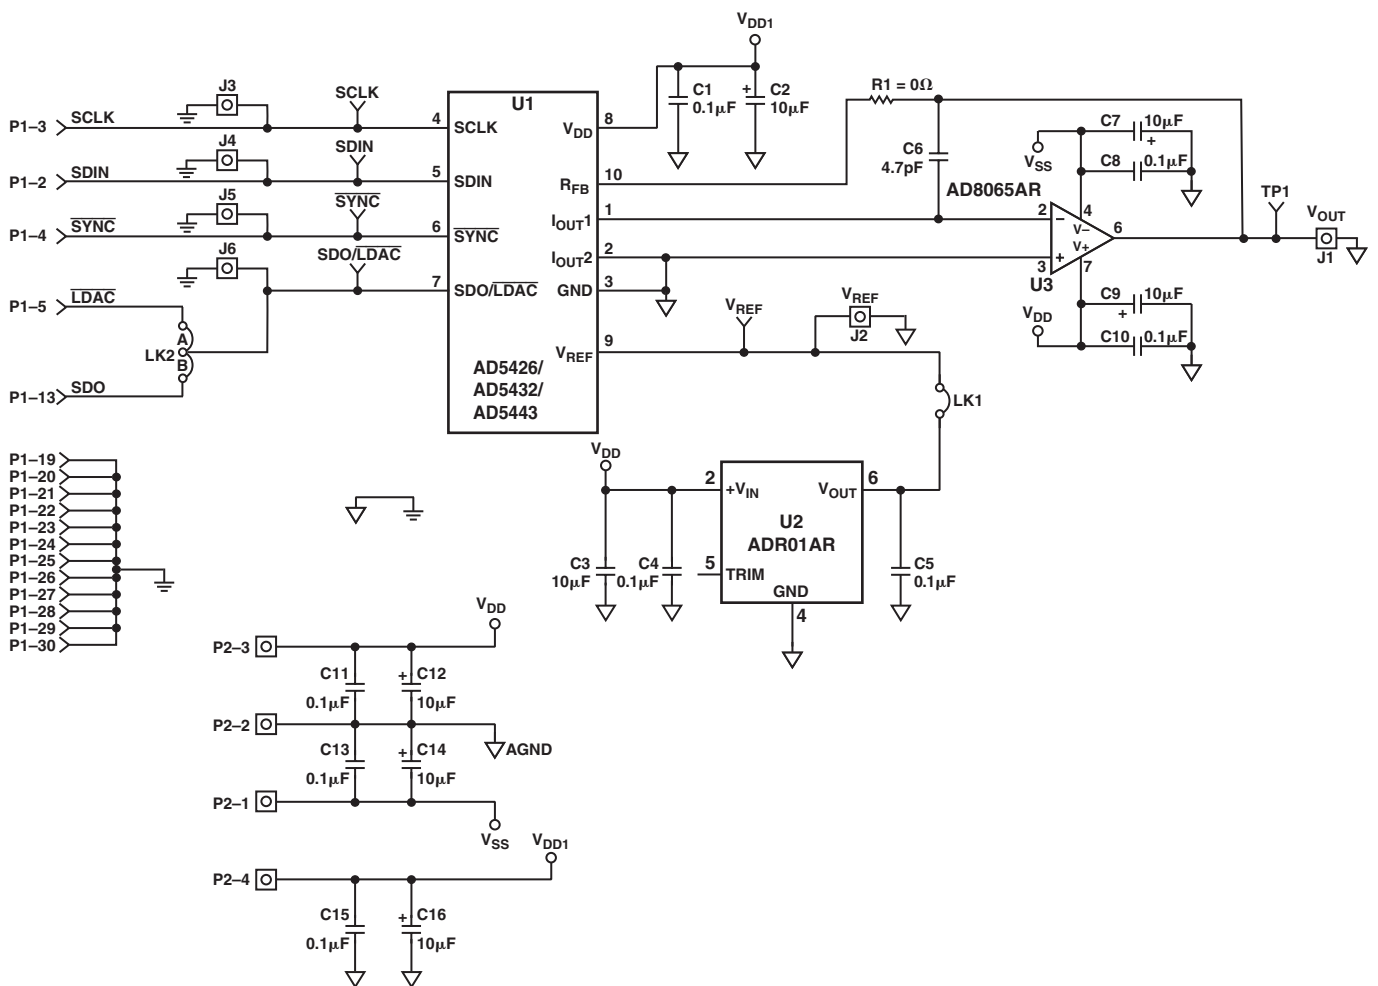 VDD1
J3
SCLK
P1–3
SCLK
4
SCLK
U1
C1
0.1µF
+
C2
10µF
R1 = 0Ω
VDD
8
J4
SDIN
P1–2
SDIN
5
SDIN
RFB
10
C6
4.7pF
VSS
C7
10µF
+
C8
0.1µF
J5
SYNC
P1–4
SYNC
6
SYNC
IOUT1
1
AD8065AR
2
–
4
V–
6
TP1
VOUT
J1
J6
SDO/LDAC
7
SDO/LDAC
IOUT2
2
GND
3
3
+
V+
7
U3
P1–5
LDAC
A
LK2
B
P1–13
SDO
VREF
9
VREF
VREF
J2
VDD
C9
10µF
+
C10
0.1µF
AD5426/
AD5432/
AD5443
LK1
P1–19
P1–20
P1–21
P1–22
P1–23
P1–24
P1–25
P1–26
P1–27
P1–28
P1–29
P1–30
VDD
2
+VIN
VOUT
6
U2
ADR01AR
C3
10µF
C4
0.1µF
5
TRIM
GND
4
C5
0.1µF
VDD
P2–3
C11
0.1µF
+
C12
10µF
P2–2
AGND
C13
0.1µF
+
C14
10µF
P2–1
VSS
VDD1
P2–4
C15
0.1µF
+
C16
10µF